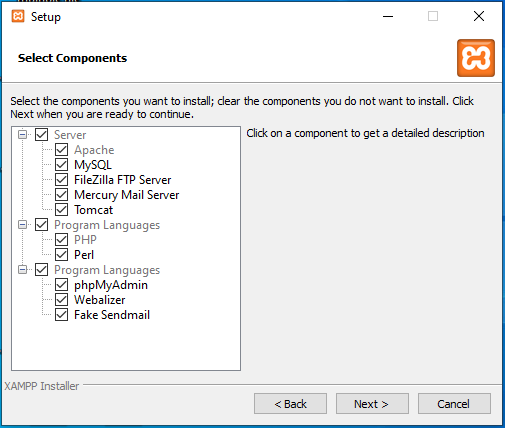 Setup
Select Components
Select the components you want to install; clear the components you do not want to install. Click
Next when you are ready to continue.
Server
Apache
MySQL
FileZilla FTP Server
Mercury Mail Server
Tomcat
Program Languages
PHP
Perl
Program Languages
phpMyAdmin
Webalizer
Fake Sendmail
Click on a component to get a detailed description
XAMPP Installer
< Back
Next >
Cancel